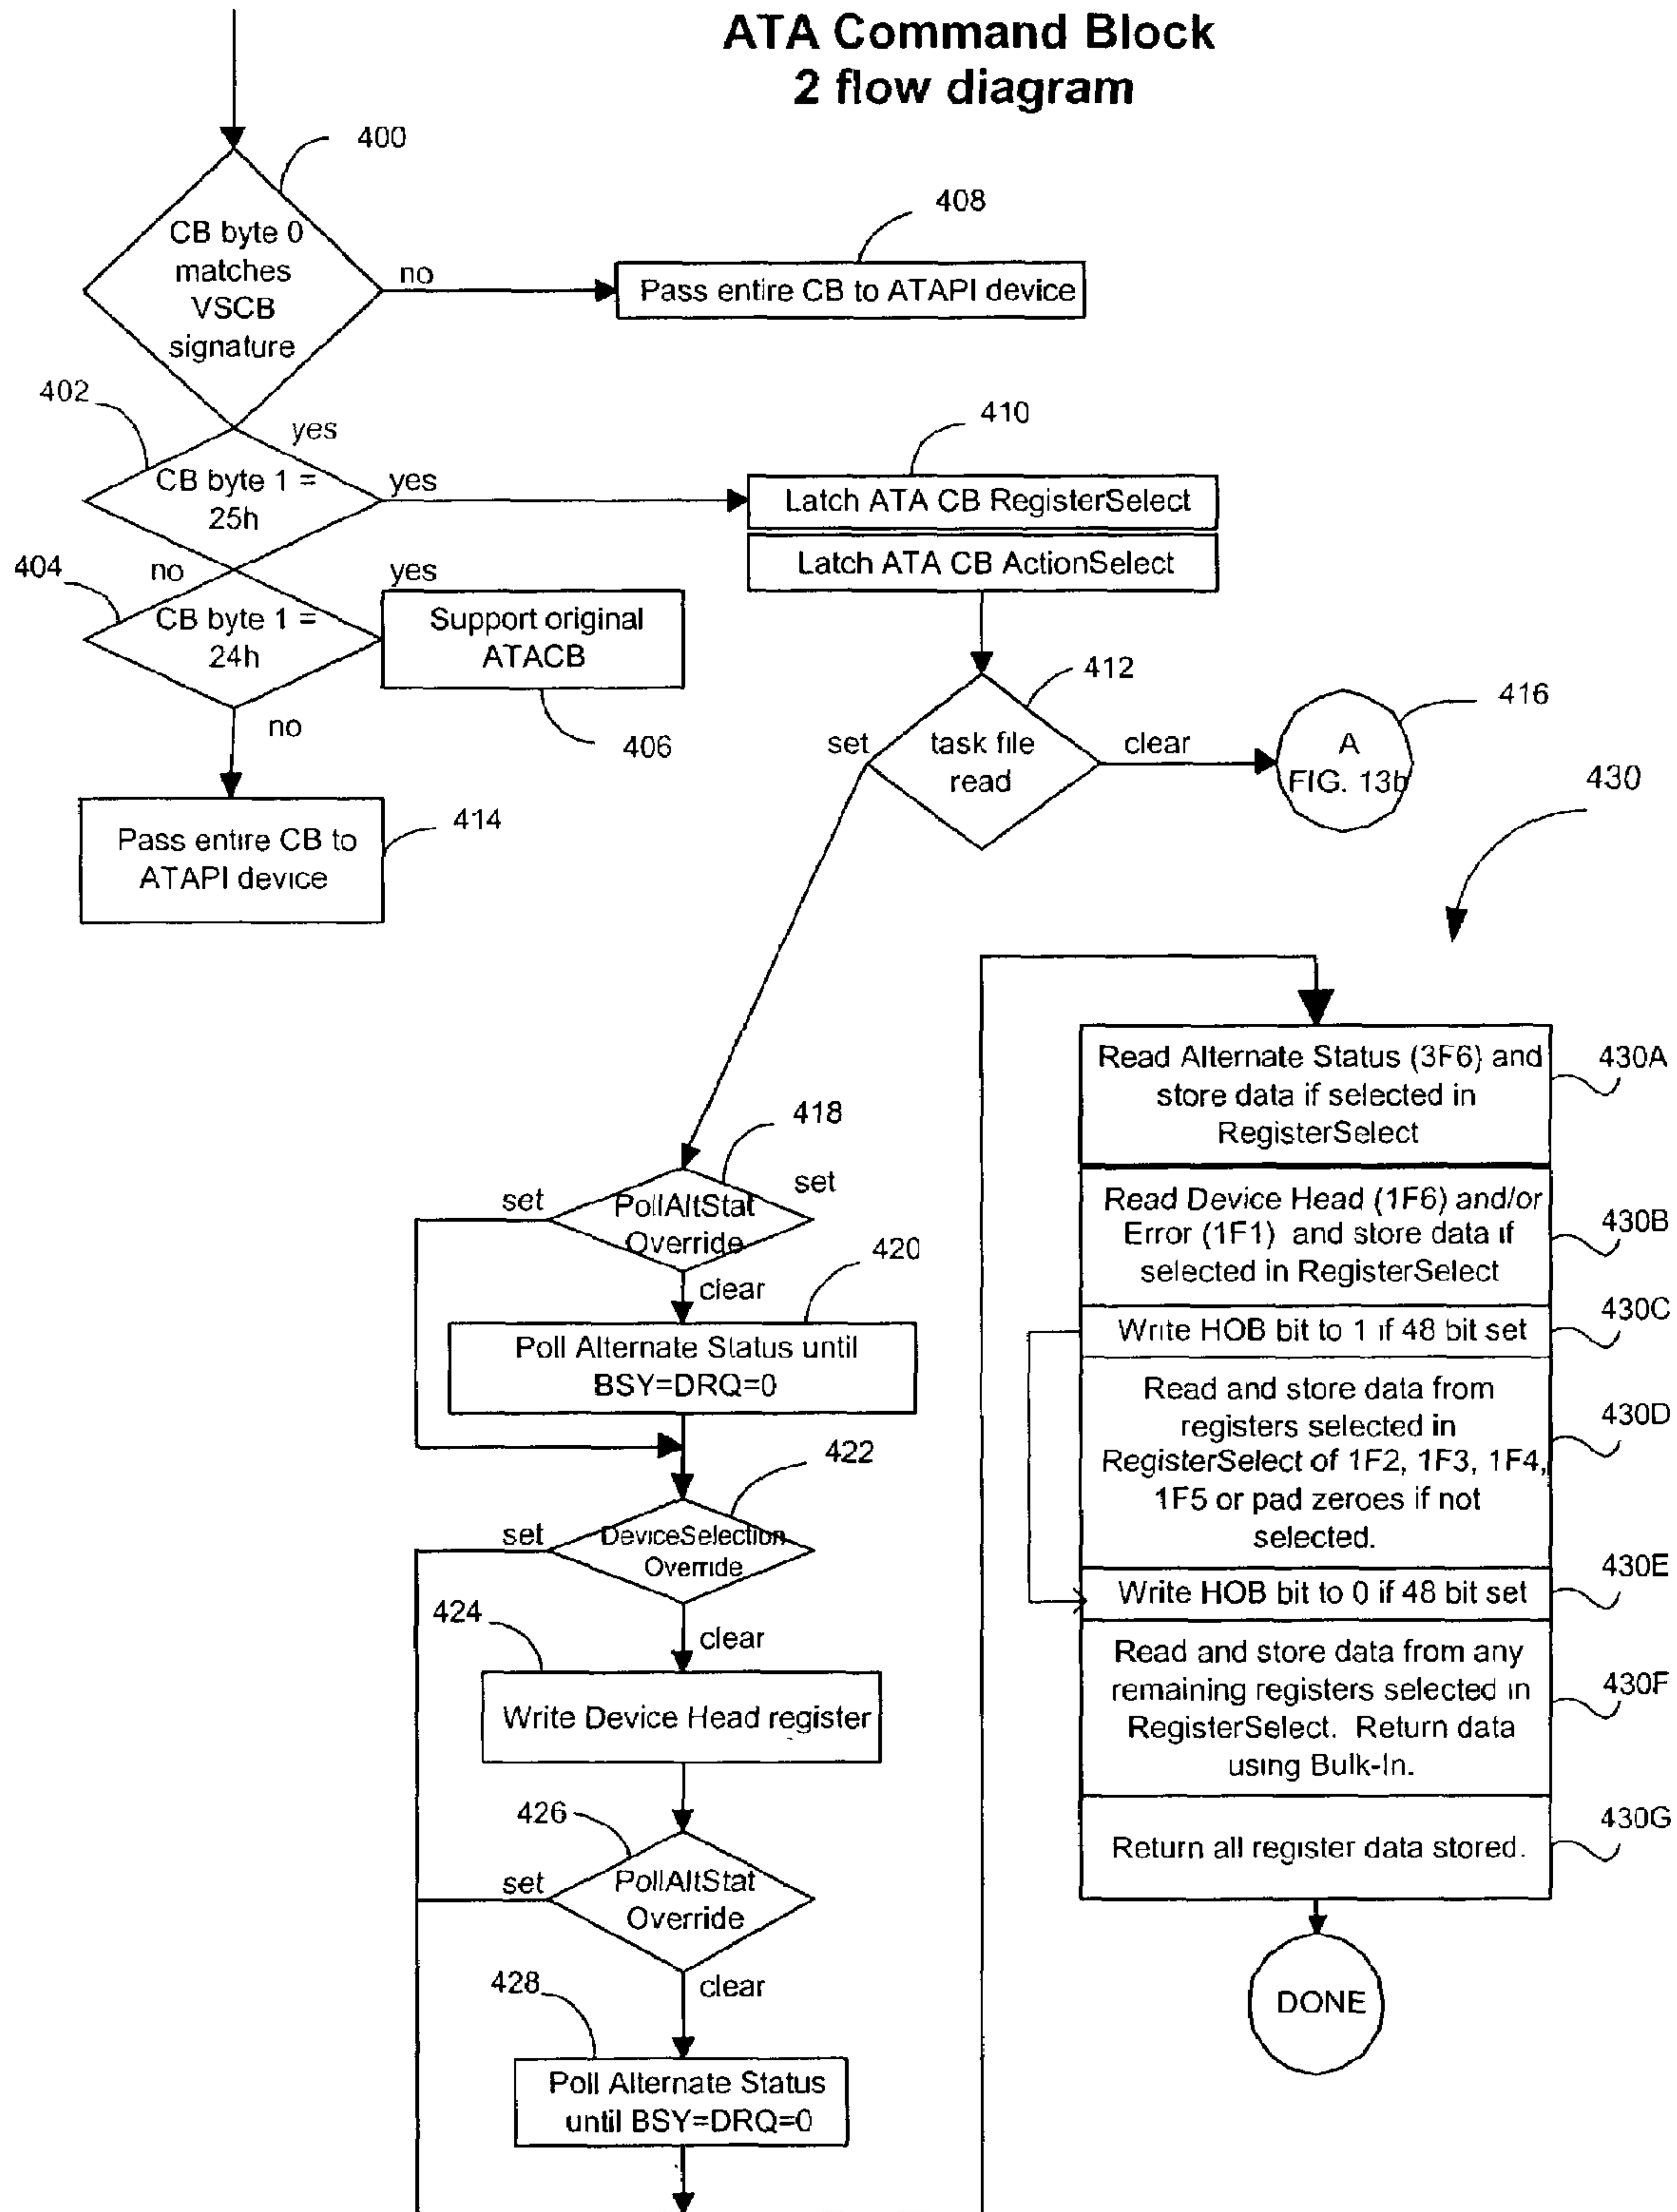 ATA Command Block
2 flow diagram
400
CB byte 0
matches
VSCB
signature
no
408
Pass entire CB to ATAPI device
402
yes
CB byte 1 =
25h
yes
410
Latch ATA CB RegisterSelect
Latch ATA CB ActionSelect
404
no
CB byte 1 =
24h
yes
Support original
ATACB
406
no
Pass entire CB to
ATAPI device
414
412
set
task file
read
clear
A
FIG. 13b
416
430
418
set
PollAltStat
Override
set
clear
420
Poll Alternate Status until
BSY=DRQ=0
422
set
DeviceSelection
Override
clear
424
Write Device Head register
426
set
PollAltStat
Override
clear
428
Poll Alternate Status
until BSY=DRQ=0
Read Alternate Status (3F6) and
store data if selected in
RegisterSelect
430A
Read Device Head (1F6) and/or
Error (1F1) and store data if
selected in RegisterSelect
430B
Write HOB bit to 1 if 48 bit set
430C
Read and store data from
registers selected in
RegisterSelect of 1F2, 1F3, 1F4,
1F5 or pad zeroes if not
selected.
430D
Write HOB bit to 0 if 48 bit set
430E
Read and store data from any
remaining registers selected in
RegisterSelect. Return data
using Bulk-In.
430F
Return all register data stored.
430G
DONE